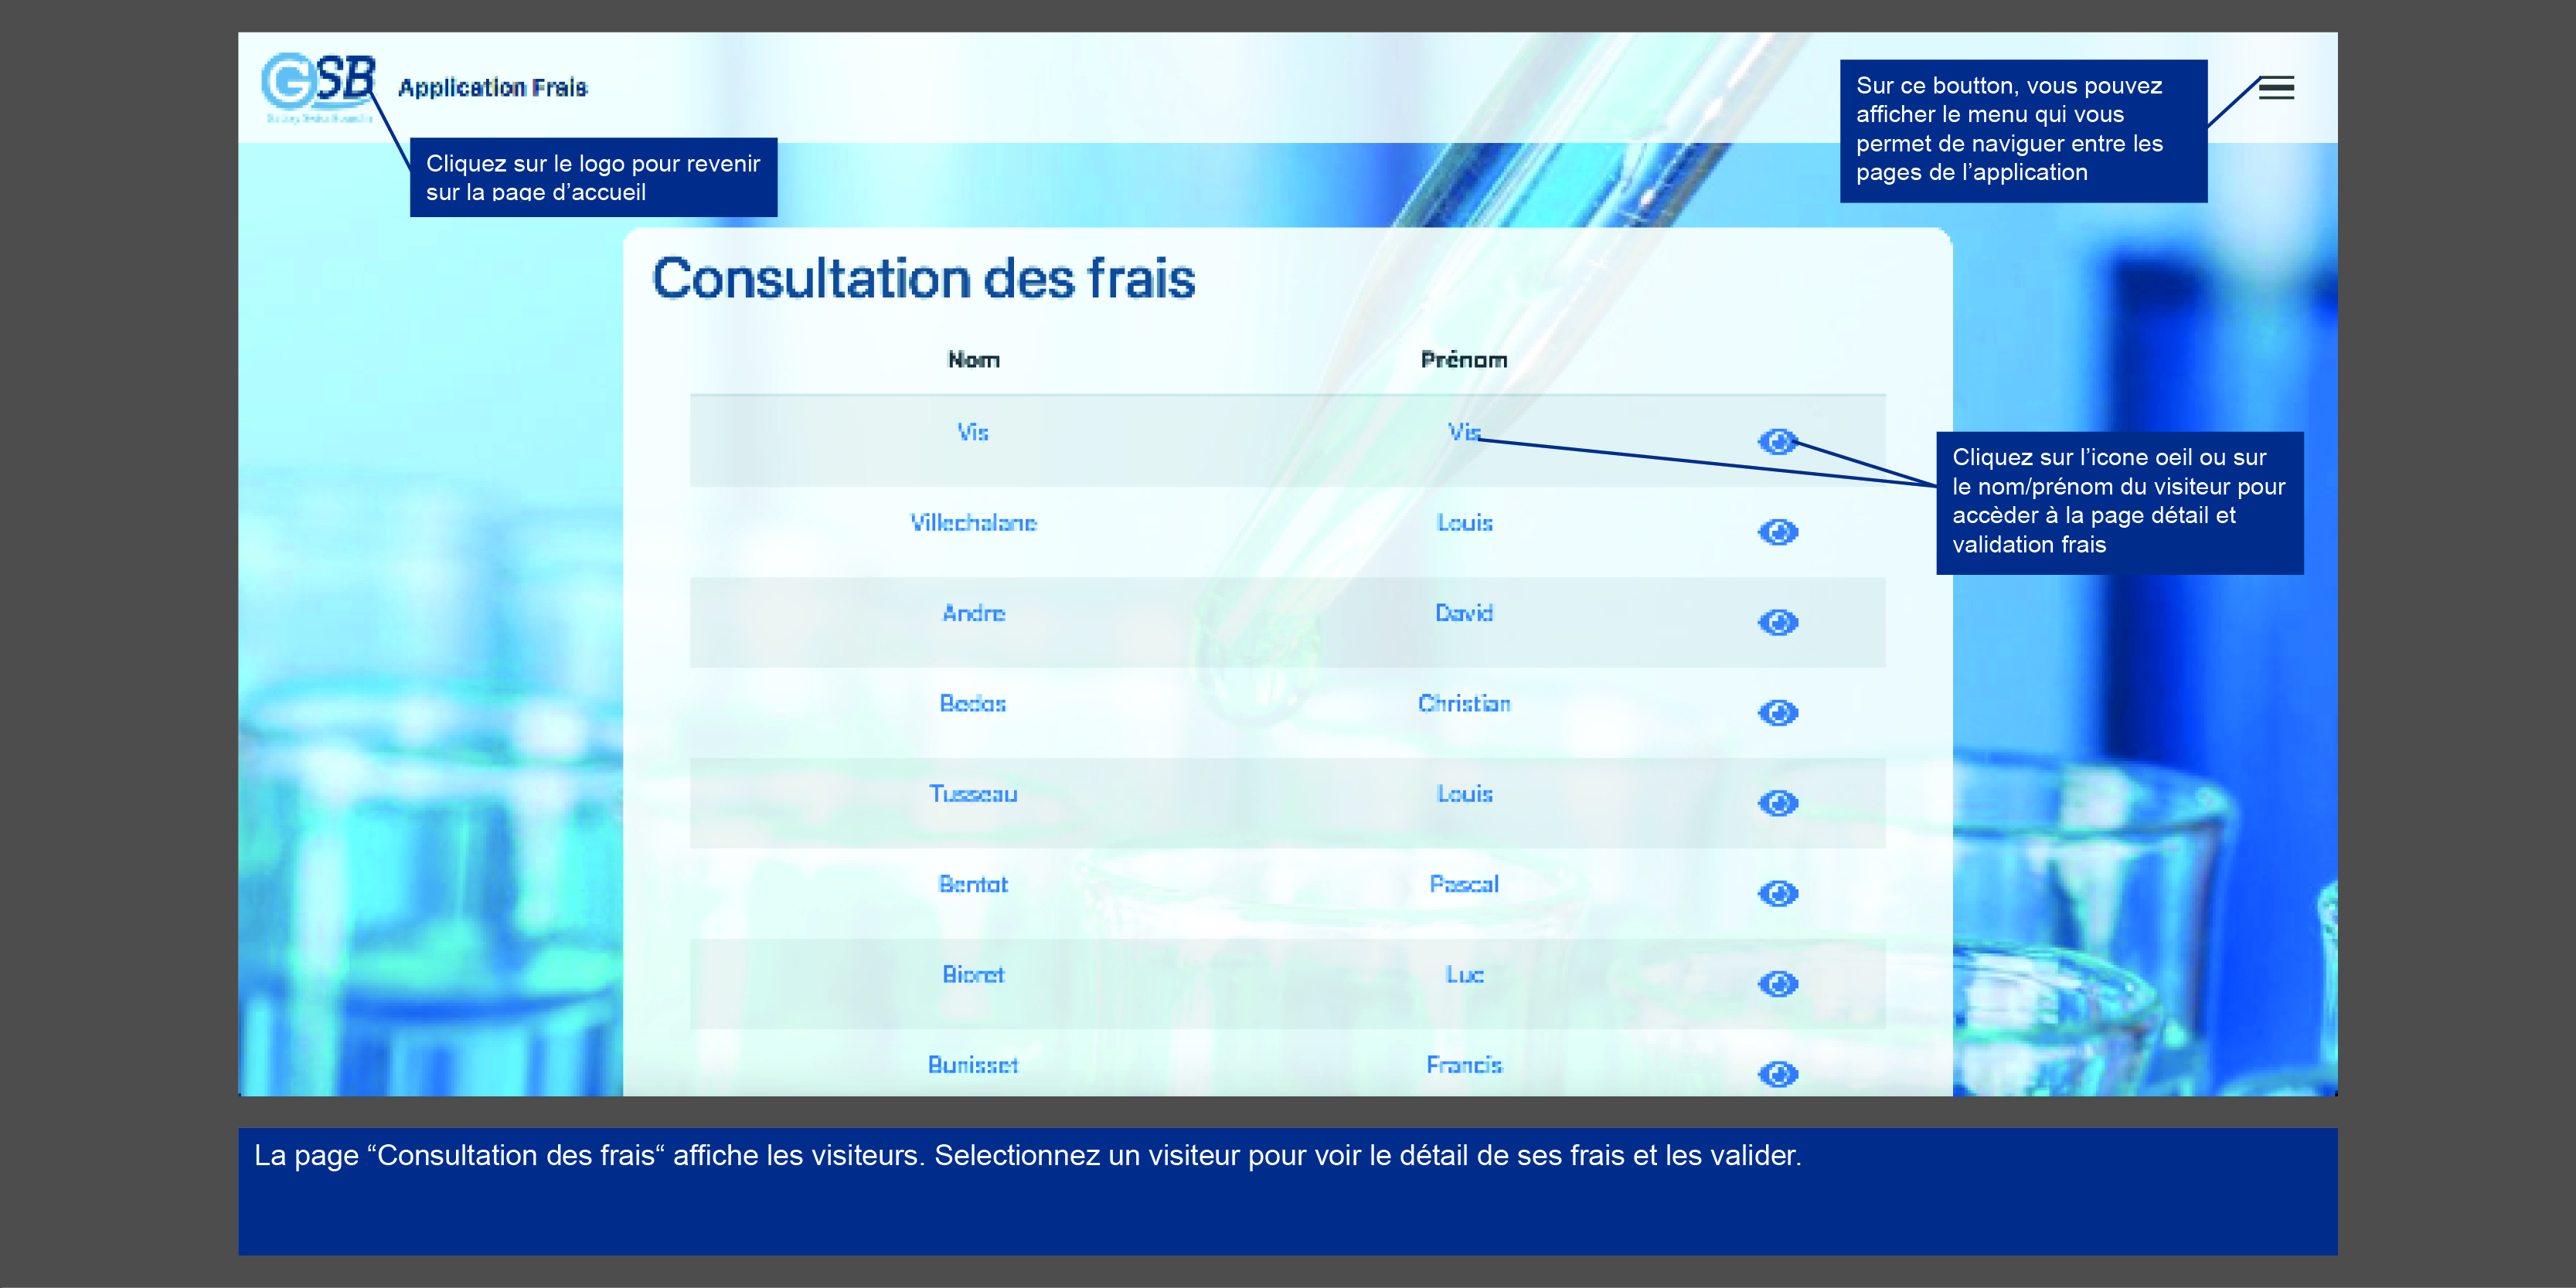 GSB
Application Frais
Cliquez sur le logo pour revenir
sur la page d’accueil
Sur ce boutton, vous pouvez
afficher le menu qui vous
permet de naviguer entre les
pages de l’application
Consultation des frais
Nom Prénom
Vis Vis
Cliquez sur l’icone oeil ou sur
le nom/prénom du visiteur pour
accèder à la page détail et
validation frais
Villechalane Louis
Andre David
Bedos Christian
Tusseau Louis
Bentot Pascal
Bioret Luc
Bunisset Francis
La page “Consultation des frais“ affiche les visiteurs. Selectionnez un visiteur pour voir le détail de ses frais et les valider.